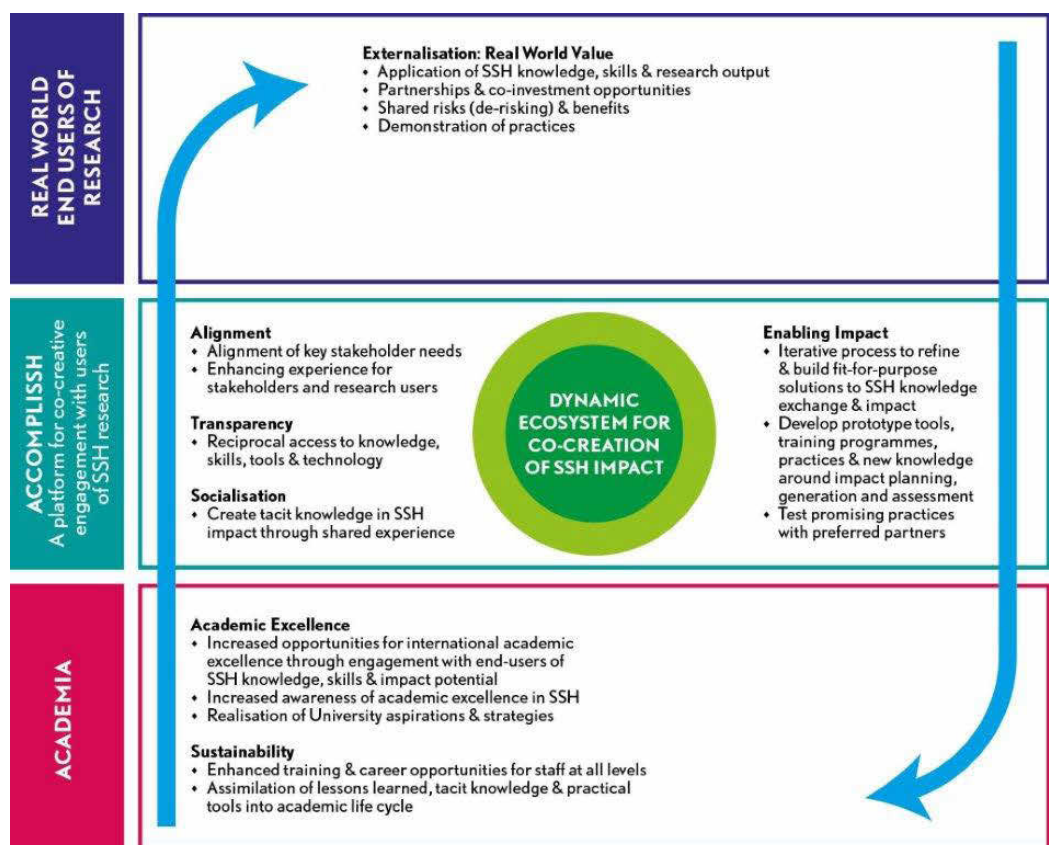 REAL WORLD
END USERS OF
RESEARCH
Externalisation: Real World Value
• Application of SSH knowledge, skills & research output
• Partnerships & co-investment opportunities
• Shared risks (de-risking) & benefits
• Demonstration of practices
ACCOMPLISSH
A platform for co-creative
engagement with users
of SSH research
Alignment
• Alignment of key stakeholder needs
• Enhancing experience for
stakeholders and research users
Transparency
• Reciprocal access to knowledge,
skills, tools & technology
Socialisation
• Create tacit knowledge in SSH
impact through shared experience
DYNAMIC
ECOSYSTEM FOR
CO-CREATION
OF SSH IMPACT
Enabling Impact
• Iterative process to refine
& build fit-for-purpose
solutions to SSH knowledge
exchange & impact
• Develop prototype tools,
training programmes,
practices & new knowledge
around impact planning,
generation and assessment
• Test promising practices
with preferred partners
ACADEMIA
Academic Excellence
• Increased opportunities for international academic
excellence through engagement with end-users of
SSH knowledge, skills & impact potential
• Increased awareness of academic excellence in SSH
• Realisation of University aspirations & strategies
Sustainability
• Enhanced training & career opportunities for staff at all levels
• Assimilation of lessons learned, tacit knowledge & practical
tools into academic life cycle